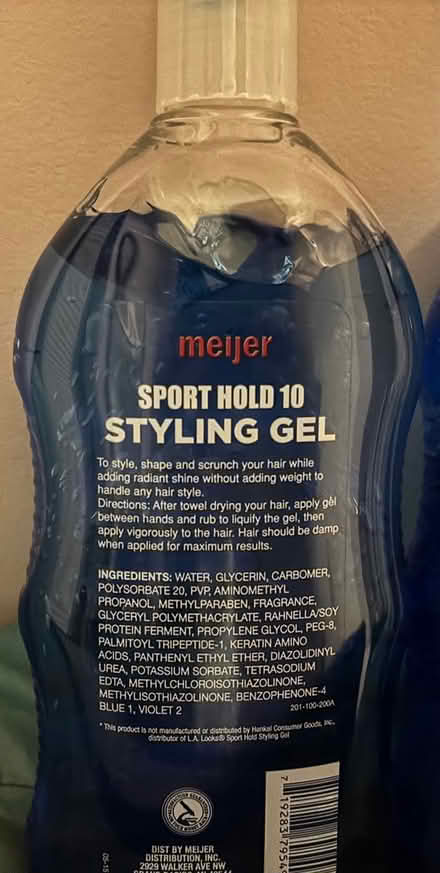 meijer
SPORT HOLD 10
STYLING GEL
To style, shape and scrunch your hair while
adding radiant shine without adding weight to
handle any hair style.
Directions: After towel drying your hair, apply gel
between hands and rub to liquify the gel, then
apply vigorously to the hair. Hair should be damp
when applied for maximum results.
INGREDIENTS: WATER, GLYCERIN, CARBOMER,
POLYSORBATE 20, PVP, AMINOMETHYL
PROPANOL, METHYLPARABEN, FRAGRANCE,
GLYCERYL POLYMETHACRYLATE, RAHNELLA/SOY
PROTEIN FERMENT, PROPYLENE GLYCOL, PEG-8,
PALMITOYL TRIPEPTIDE-1, KERATIN AMINO
ACIDS, PANTHENYL ETHYL ETHER, DIAZOLIDINYL
UREA, POTASSIUM SORBATE, TETRASODIUM
EDTA, METHYLCHLOROISOTHIAZOLINONE,
METHYLISOTHIAZOLINONE, BENZOPHENONE-4
BLUE 1, VIOLET 2 201-100-200A
* This product is not manufactured or distributed by Henkel Consumer Goods, Inc.,
distributor of L.A. Looks® Sport Hold Styling Gel
DIST BY MEIJER
DISTRIBUTION, INC.
2929 WALKER AVE NW
7 19283 7954